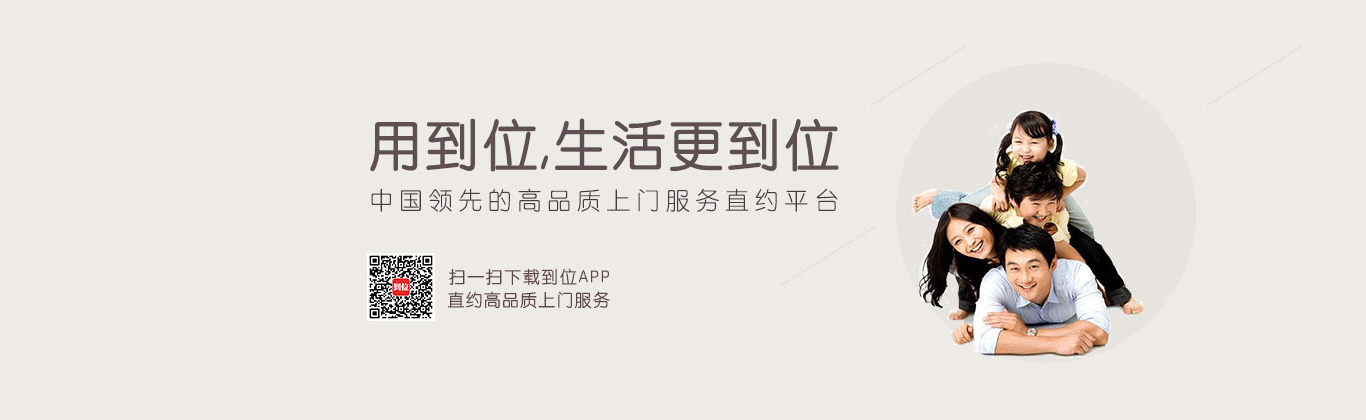 用到位,生活更到位
中国领先的高品质上门服务直约平台
到位
扫一扫下载到位APP
直约高品质上门服务